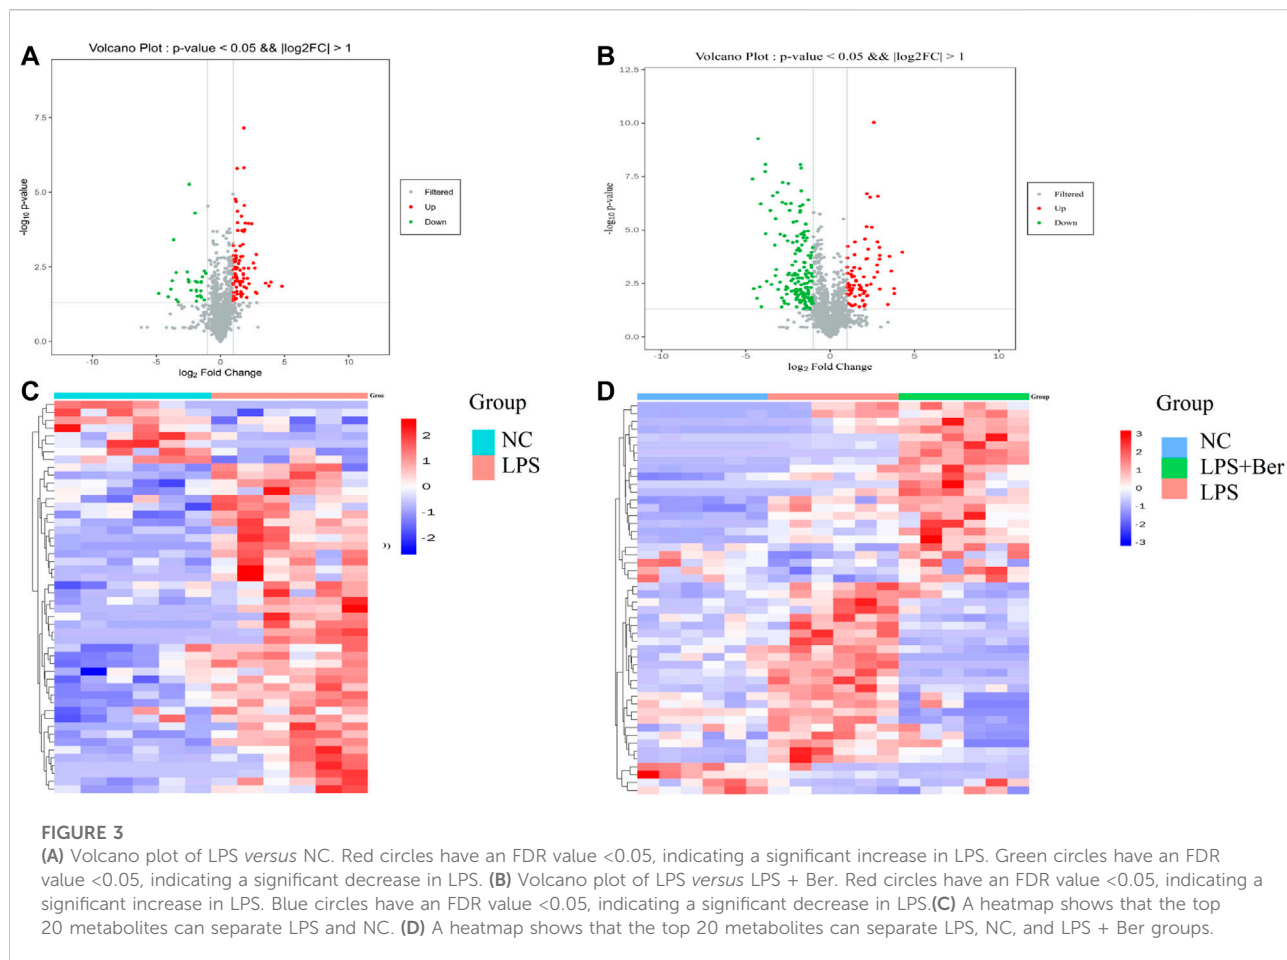 A
Volcano Plot : p-value < 0.05 && |log2FC| > 1
-log10 p-value
7.5
5.0
2.5
0.0
-10
-5
0
5
10
log2 Fold Change
Filtered
Up
Down
B
Volcano Plot : p-value < 0.05 && |log2FC| > 1
-log10 p-value
12.5
10.0
7.5
5.0
2.5
0.0
-10
-5
0
5
10
log2 Fold Change
Filtered
Up
Down
C
Grou
Group
NC
LPS
2
1
0
-1
-2
D
Group
Group
NC
LPS+Ber
LPS
3
2
1
0
-1
-2
-3
FIGURE 3
(A) Volcano plot of LPS versus NC. Red circles have an FDR value <0.05, indicating a significant increase in LPS. Green circles have an FDR
value <0.05, indicating a significant decrease in LPS. (B) Volcano plot of LPS versus LPS + Ber. Red circles have an FDR value <0.05, indicating a
significant increase in LPS. Blue circles have an FDR value <0.05, indicating a significant decrease in LPS.(C) A heatmap shows that the top
20 metabolites can separate LPS and NC. (D) A heatmap shows that the top 20 metabolites can separate LPS, NC, and LPS + Ber groups.